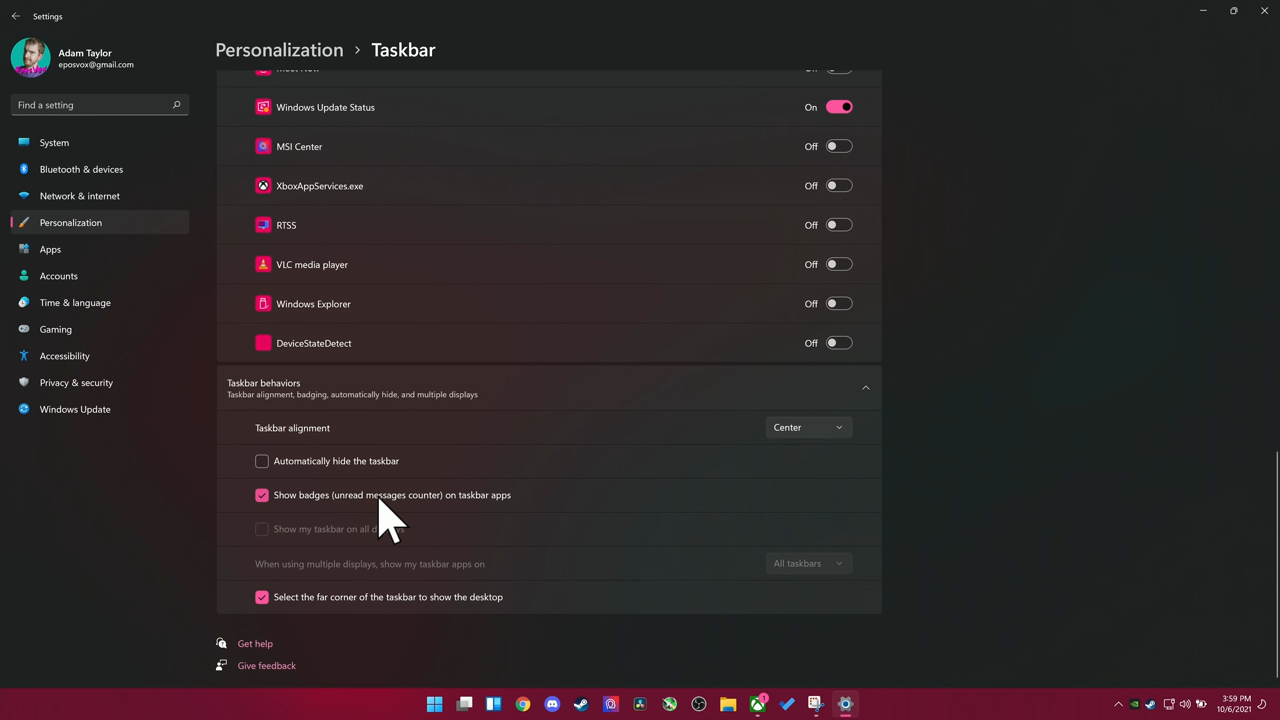 Settings
Adam Taylor
eposvox@gmail.com
Find a setting
System
Bluetooth & devices
Network & internet
Personalization
Apps
Accounts
Time & language
Gaming
Accessibility
Privacy & security
Windows Update
Personalization > Taskbar
Windows Update Status On
MSI Center Off
XboxAppServices.exe Off
RTSS Off
VLC media player Off
Windows Explorer Off
DeviceStateDetect Off
Taskbar behaviors
Taskbar alignment, badging, automatically hide, and multiple displays
Taskbar alignment Center
Automatically hide the taskbar
Show badges (unread messages counter) on taskbar apps
Show my taskbar on all
When using multiple displays, show my taskbar apps on All taskbars
Select the far corner of the taskbar to show the desktop
Get help
Give feedback
1
3:59 PM
10/6/2021